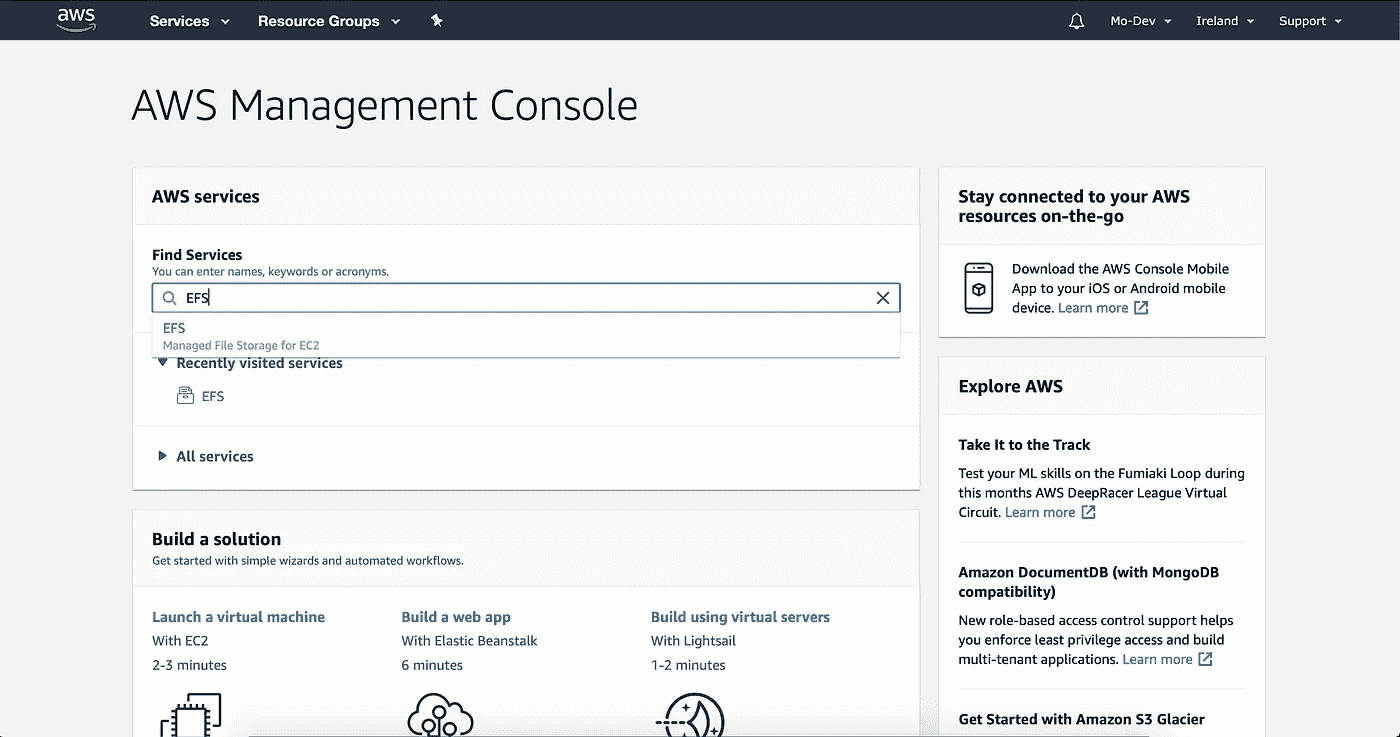 aws
Services
Resource Groups
Mo-Dev
Ireland
Support
AWS Management Console
AWS services
Find Services
You can enter names, keywords or acronyms.
EFS
EFS
Managed File Storage for EC2
Recently visited services
EFS
All services
Build a solution
Get started with simple wizards and automated workflows.
Launch a virtual machine
With EC2
2-3 minutes
Build a web app
With Elastic Beanstalk
6 minutes
Build using virtual servers
With Lightsail
1-2 minutes
Stay connected to your AWS
resources on-the-go
Download the AWS Console Mobile
App to your iOS or Android mobile
device. Learn more
Explore AWS
Take It to the Track
Test your ML skills on the Fumiaki Loop during
this months AWS DeepRacer League Virtual
Circuit. Learn more
Amazon DocumentDB (with MongoDB
compatibility)
New role-based access control support helps
you enforce least privilege access and build
multi-tenant applications. Learn more
Get Started with Amazon S3 Glacier